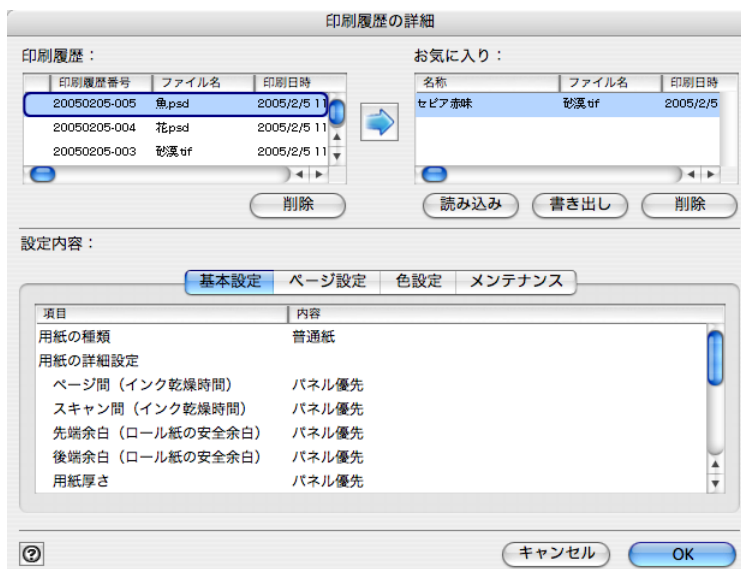 印刷履歴の詳細
印刷履歴：
お気に入り：
印刷履歴番号 ファイル名 印刷日時
20050205-005 魚.psd 2005/2/5 11
20050205-004 花.psd 2005/2/5 11
20050205-003 砂漠.tif 2005/2/5 11
名称 ファイル名 印刷日時
セピア赤味 砂漠.tif 2005/2/5
削除
読み込み 書き出し 削除
設定内容：
基本設定 ページ設定 色設定 メンテナンス
項目 内容
用紙の種類 普通紙
用紙の詳細設定
ページ間（インク乾燥時間） パネル優先
スキャン間（インク乾燥時間） パネル優先
先端余白（ロール紙の安全余白） パネル優先
後端余白（ロール紙の安全余白） パネル優先
用紙厚さ パネル優先
? キャンセル OK